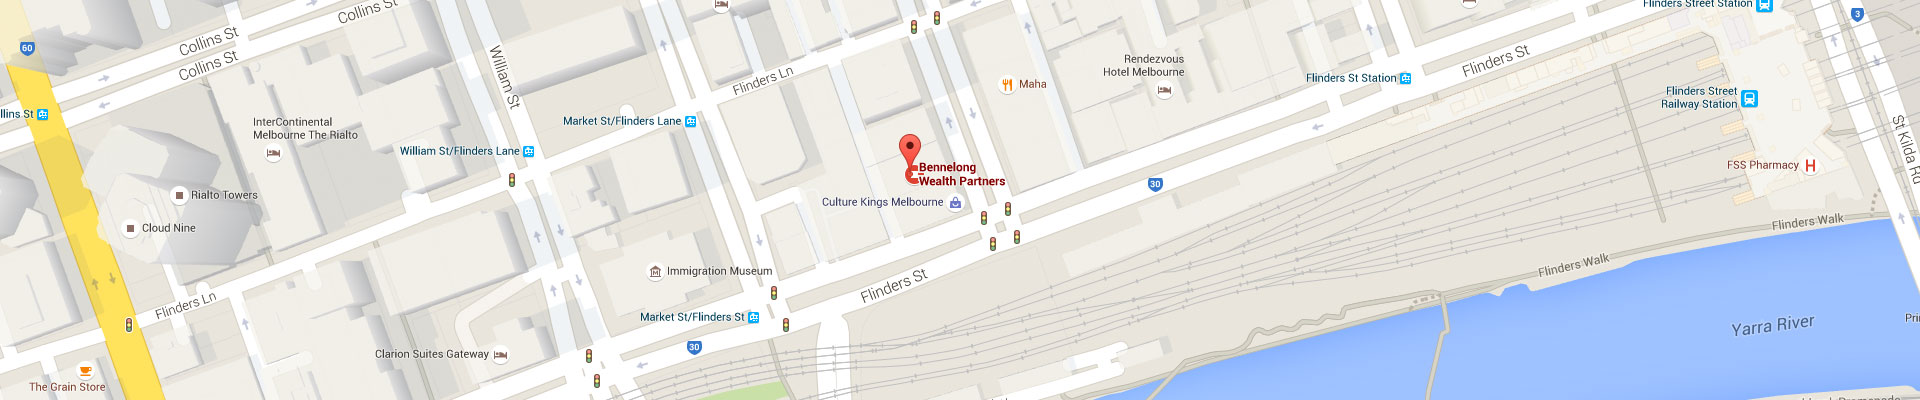 Collins St
Flinders Street Station
3
60
Collins St
Collins St
William St
Flinders St
Rendezvous
Hotel Melbourne
Flinders St Station
Flinders Ln
Maha
Flinders Street
Railway Station
llins St
InterContinental
Melbourne The Rialto
Market St/Flinders Lane
William St/Flinders Lane
St Kilda Rd
Bennelong
Wealth Partners
FSS Pharmacy
H
30
Rialto Towers
Culture Kings Melbourne
Cloud Nine
Flinders Walk
Immigration Museum
Flinders Walk
Flinders St
Flinders Ln
Market St/Flinders St
Yarra River
Pri
30
Clarion Suites Gateway
The Grain Store